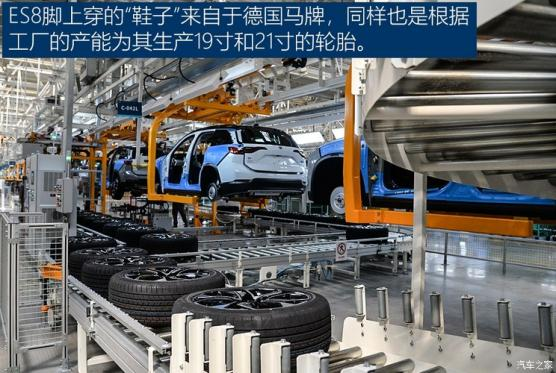 ES8脚上穿的“鞋子”来自于德国马牌，同样也是根据
工厂的产能为其生产19寸和21寸的轮胎。
C-042L
汽车之家